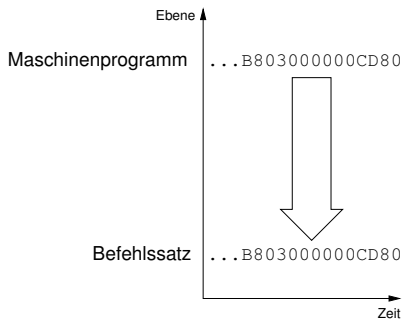 Ebene
Maschinenprogramm ...B803000000CD80
Befehlssatz ...B803000000CD80
Zeit